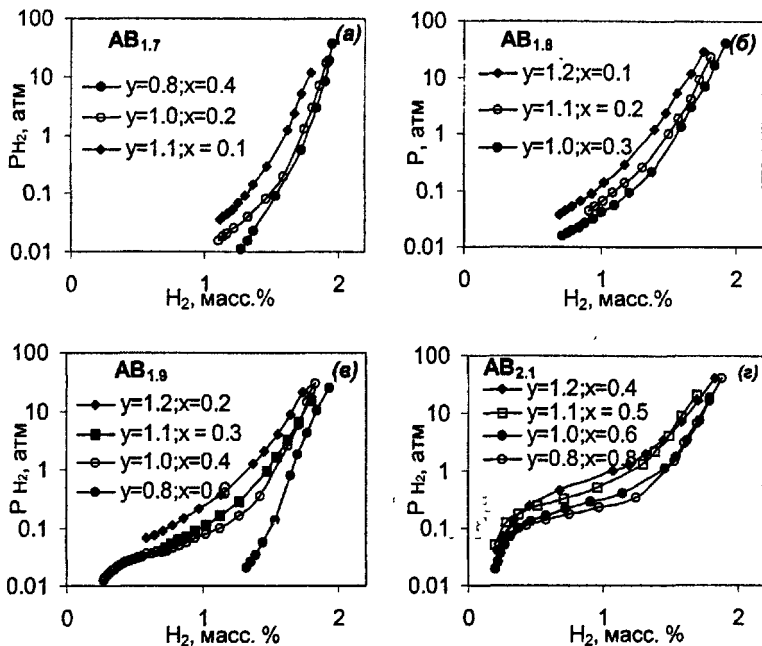 (а)
AB1.7
y=0.8;x=0.4
y=1.0;x=0.2
y=1.1;x = 0.1
100
10
1
0.1
0.01
PH2, атм
0
1
2
H2, масс.%
(б)
AB1.8
y=1.2;x=0.1
y=1.1;x = 0.2
y=1.0;x=0.3
100
10
1
0.1
0.01
P, атм
0
1
2
H2, масс.%
(в)
AB1.9
y=1.2;x=0.2
y=1.1;x = 0.3
y=1.0;x=0.4
y=0.8;x=0.6
100
10
1
0.1
0.01
P H2, атм
0
1
2
H2, масс. %
(г)
AB2.1
y=1.2;x=0.4
y=1.1;x = 0.5
y=1.0;x=0.6
y=0.8;x=0.8
100
10
1
0.1
0.01
P H2, атм
0
1
2
H2, масс.%